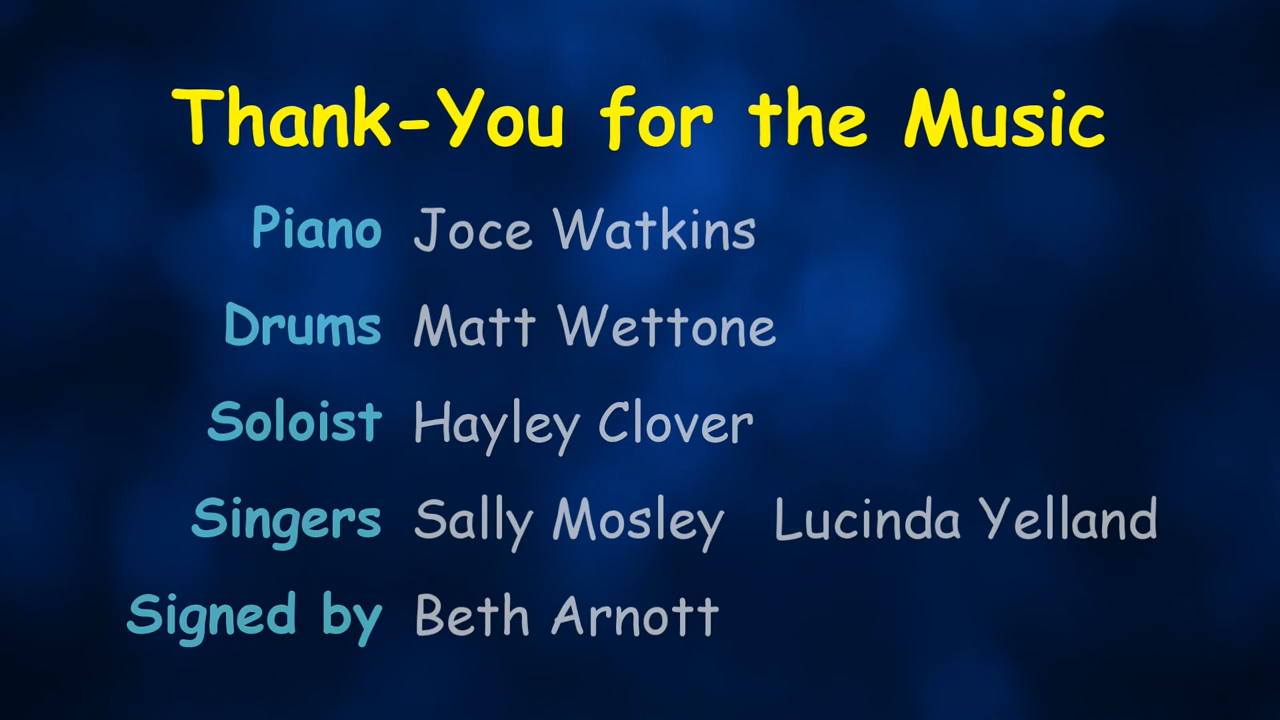 Thank-You for the Music
Piano Joce Watkins
Drums Matt Wettone
Soloist Hayley Clover
Singers Sally Mosley Lucinda Yelland
Signed by Beth Arnott